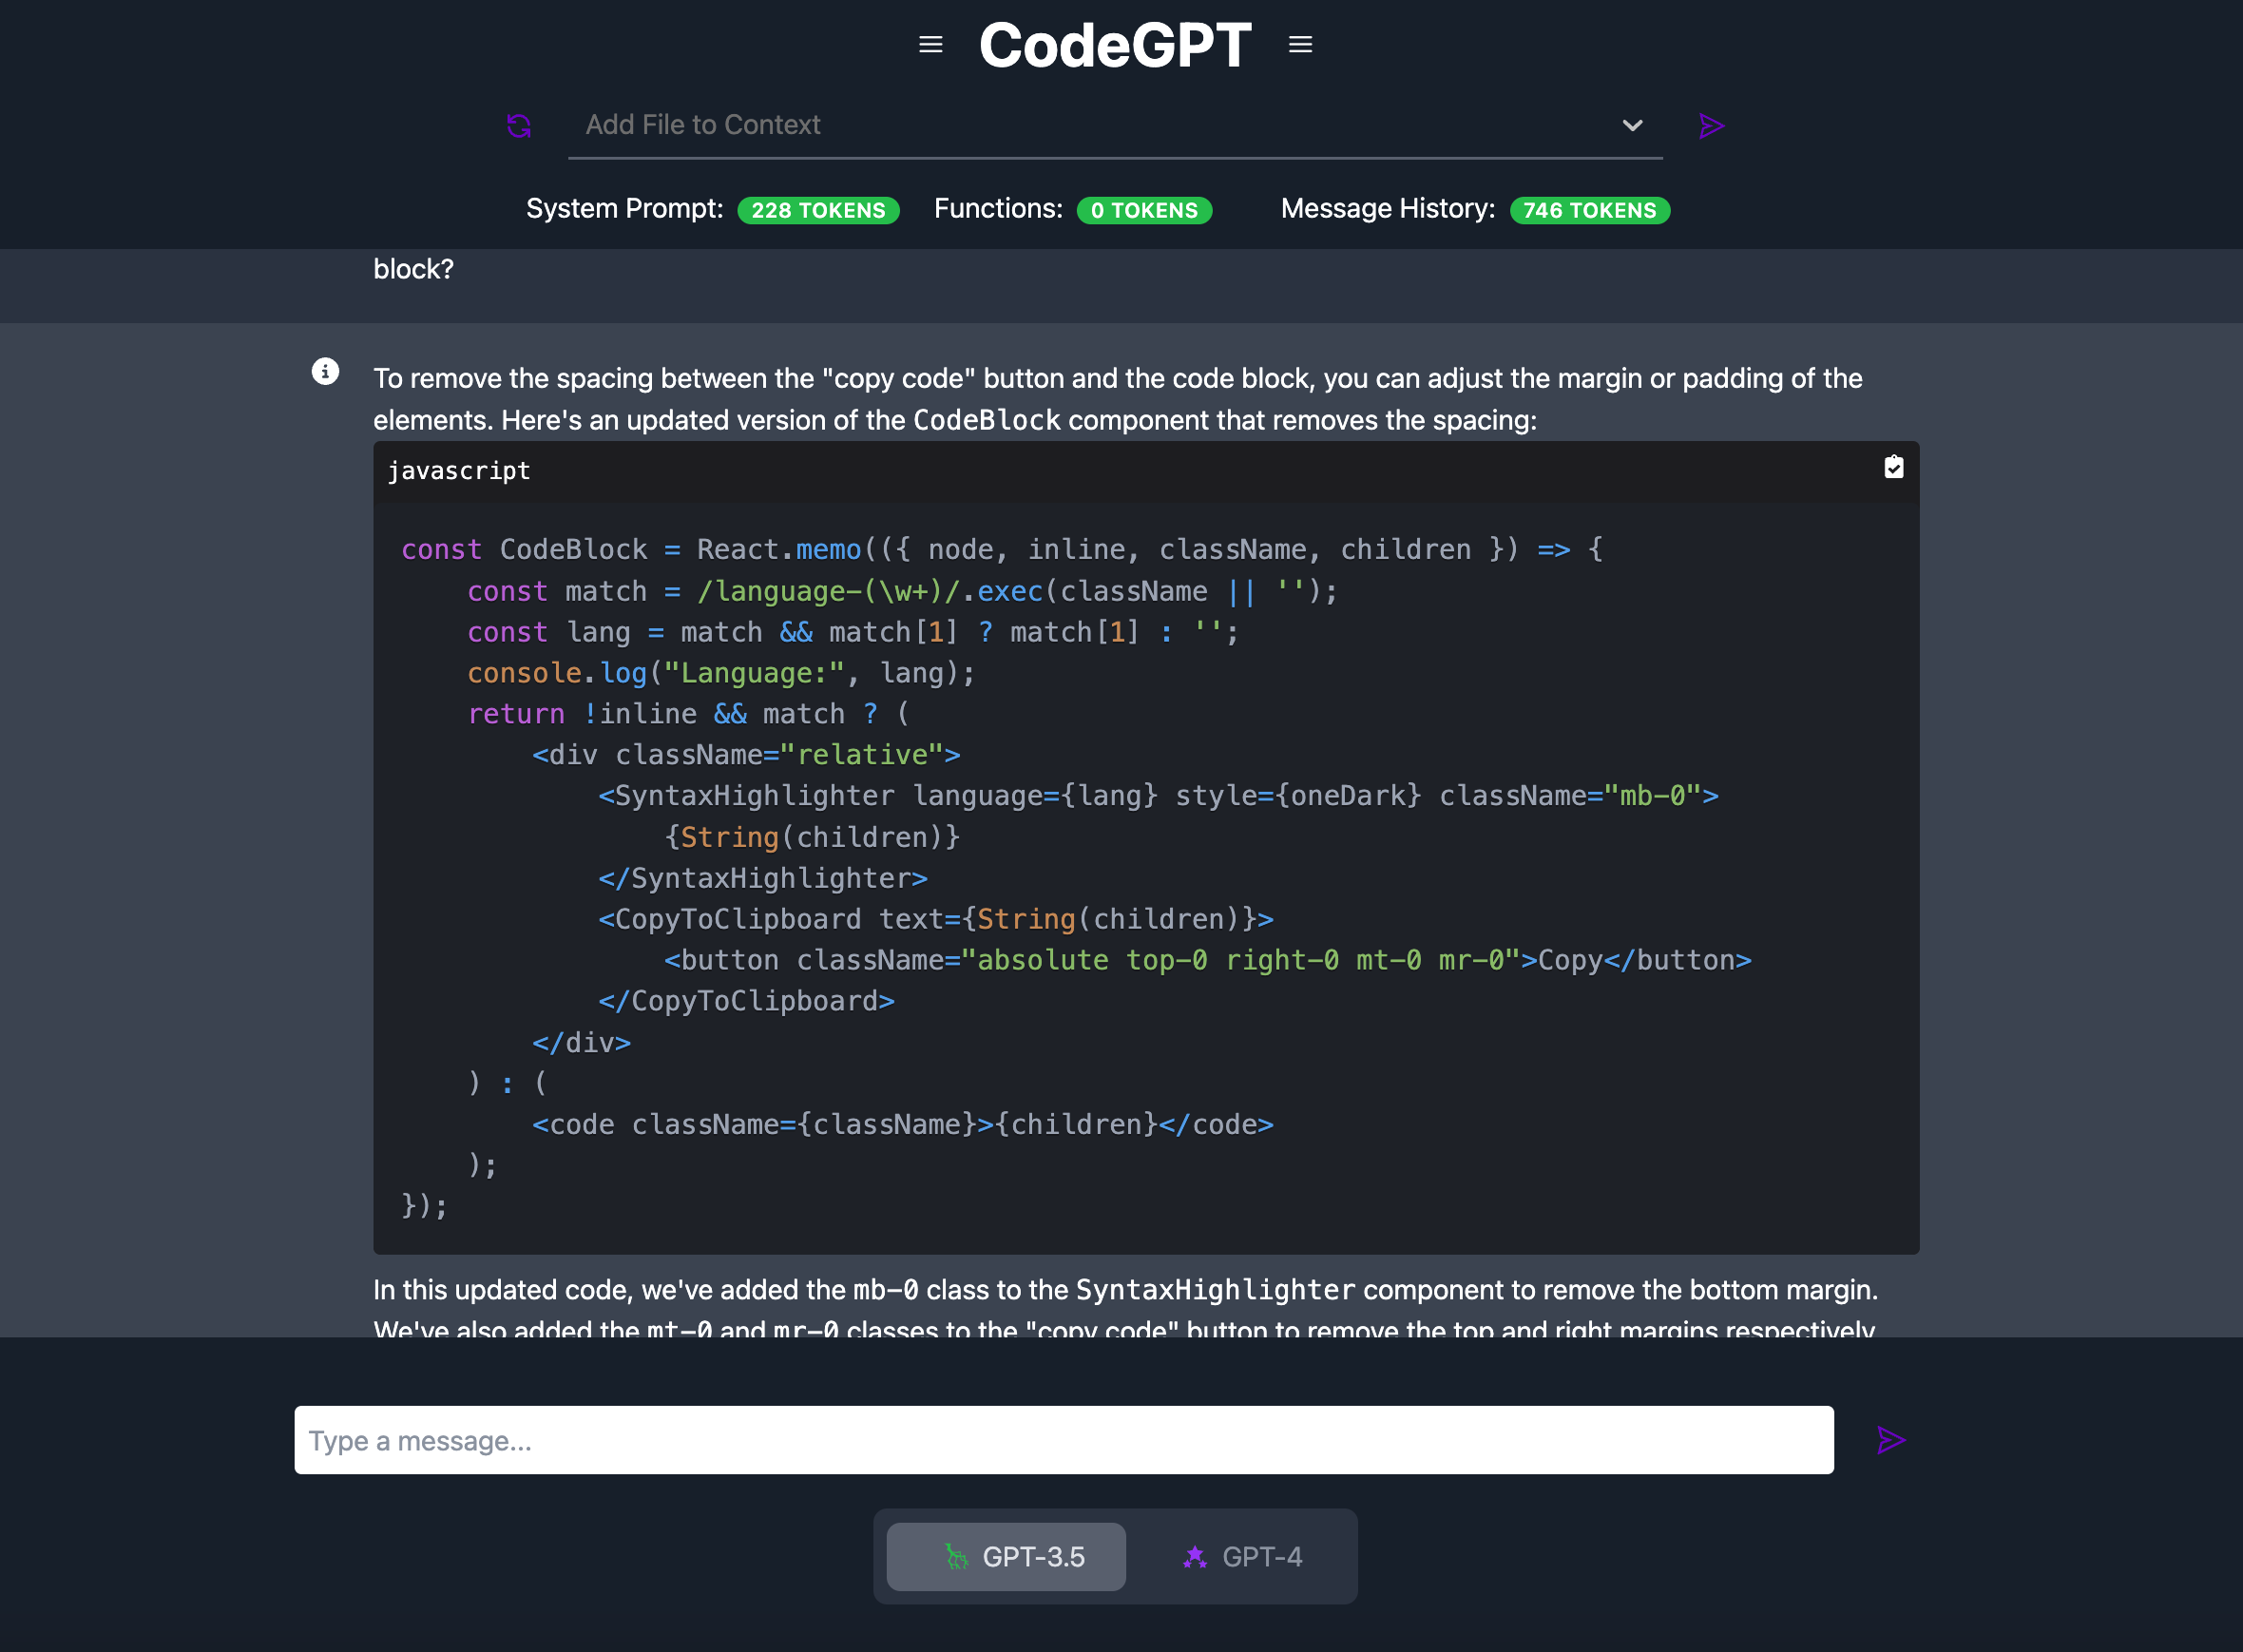 CodeGPT
Add File to Context
System Prompt: 228 TOKENS Functions: 0 TOKENS Message History: 746 TOKENS
block?
To remove the spacing between the "copy code" button and the code block, you can adjust the margin or padding of the
elements. Here's an updated version of the CodeBlock component that removes the spacing:
javascript
const CodeBlock = React.memo(({ node, inline, className, children }) => {
    const match = /language-(\w+)/.exec(className || '');
    const lang = match && match[1] ? match[1] : '';
    console.log("Language:", lang);
    return !inline && match ? (
        <div className="relative">
            <SyntaxHighlighter language={lang} style={oneDark} className="mb-0">
                {String(children)}
            </SyntaxHighlighter>
            <CopyToClipboard text={String(children)}>
                <button className="absolute top-0 right-0 mt-0 mr-0">Copy</button>
            </CopyToClipboard>
        </div>
    ) : (
        <code className={className}>{children}</code>
    );
});
In this updated code, we've added the mb-0 class to the SyntaxHighlighter component to remove the bottom margin.
We've also added the mt-0 and mr-0 classes to the "copy code" button to remove the top and right margins respectively
Type a message...
GPT-3.5 GPT-4